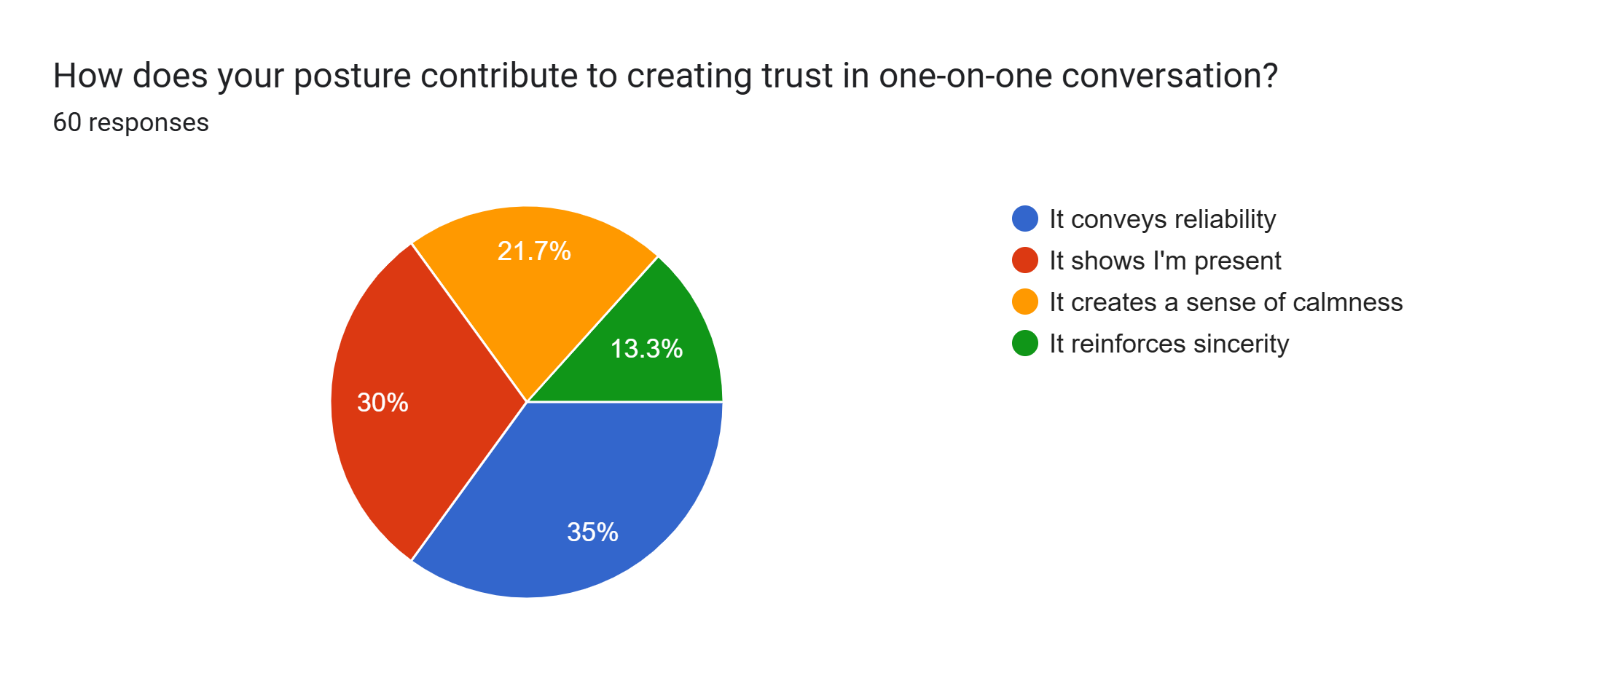 How does your posture contribute to creating trust in one-on-one conversation?
60 responses
21.7%
13.3%
30%
35%
It conveys reliability
It shows I'm present
It creates a sense of calmness
It reinforces sincerity